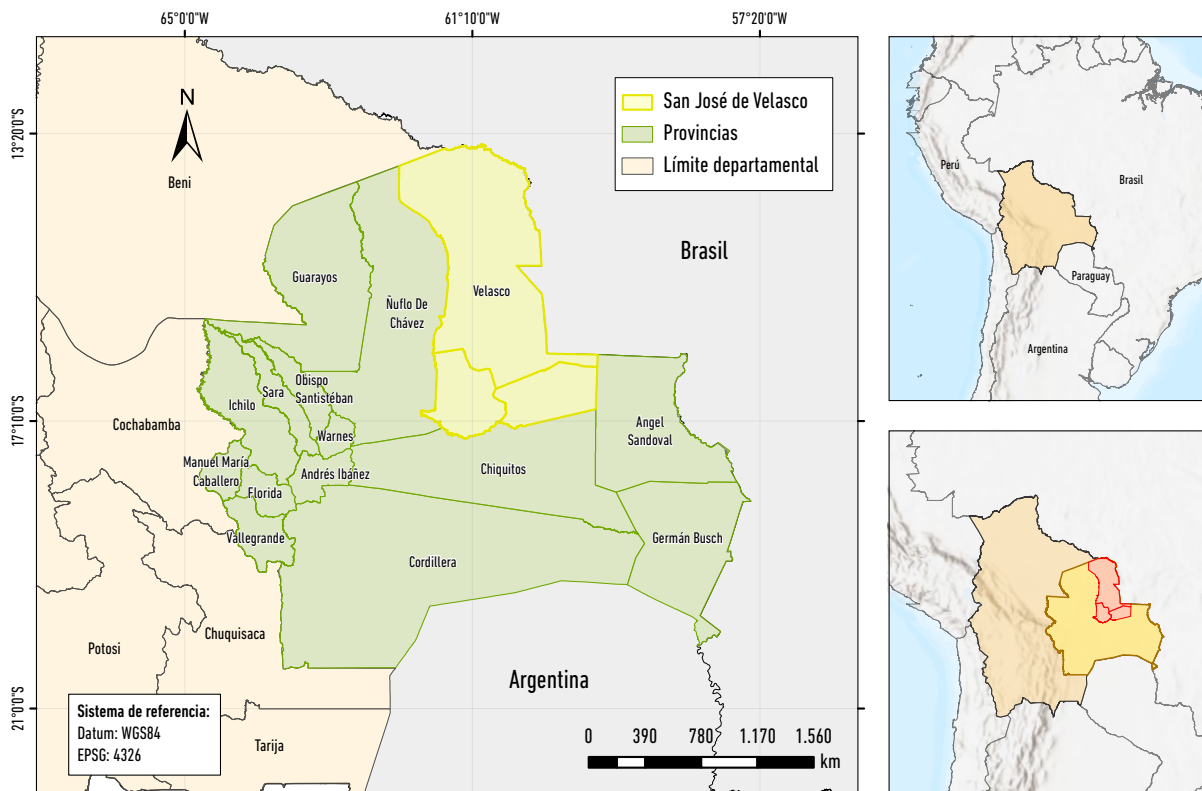 65°0'0"W
61°10'0"W
57°20'0"W
13°20'0"S
17°10'0"S
21°0'0"S
N
San José de Velasco
Provincias
Límite departamental
Beni
Brasil
Guarayos
Velasco
Ñuflo De
Chávez
Obispo
Santistéban
Sara
Ichilo
Cochabamba
Warnes
Angel
Sandoval
Manuel María
Caballero
Andrés Ibáñez
Chiquitos
Florida
Vallegrande
Germán Busch
Cordillera
Chuquisaca
Potosi
Argentina
Sistema de referencia:
Datum: WGS84
EPSG: 4326
Tarija
0 390 780 1.170 1.560
km
Perú
Brasil
Paraguay
Argentina